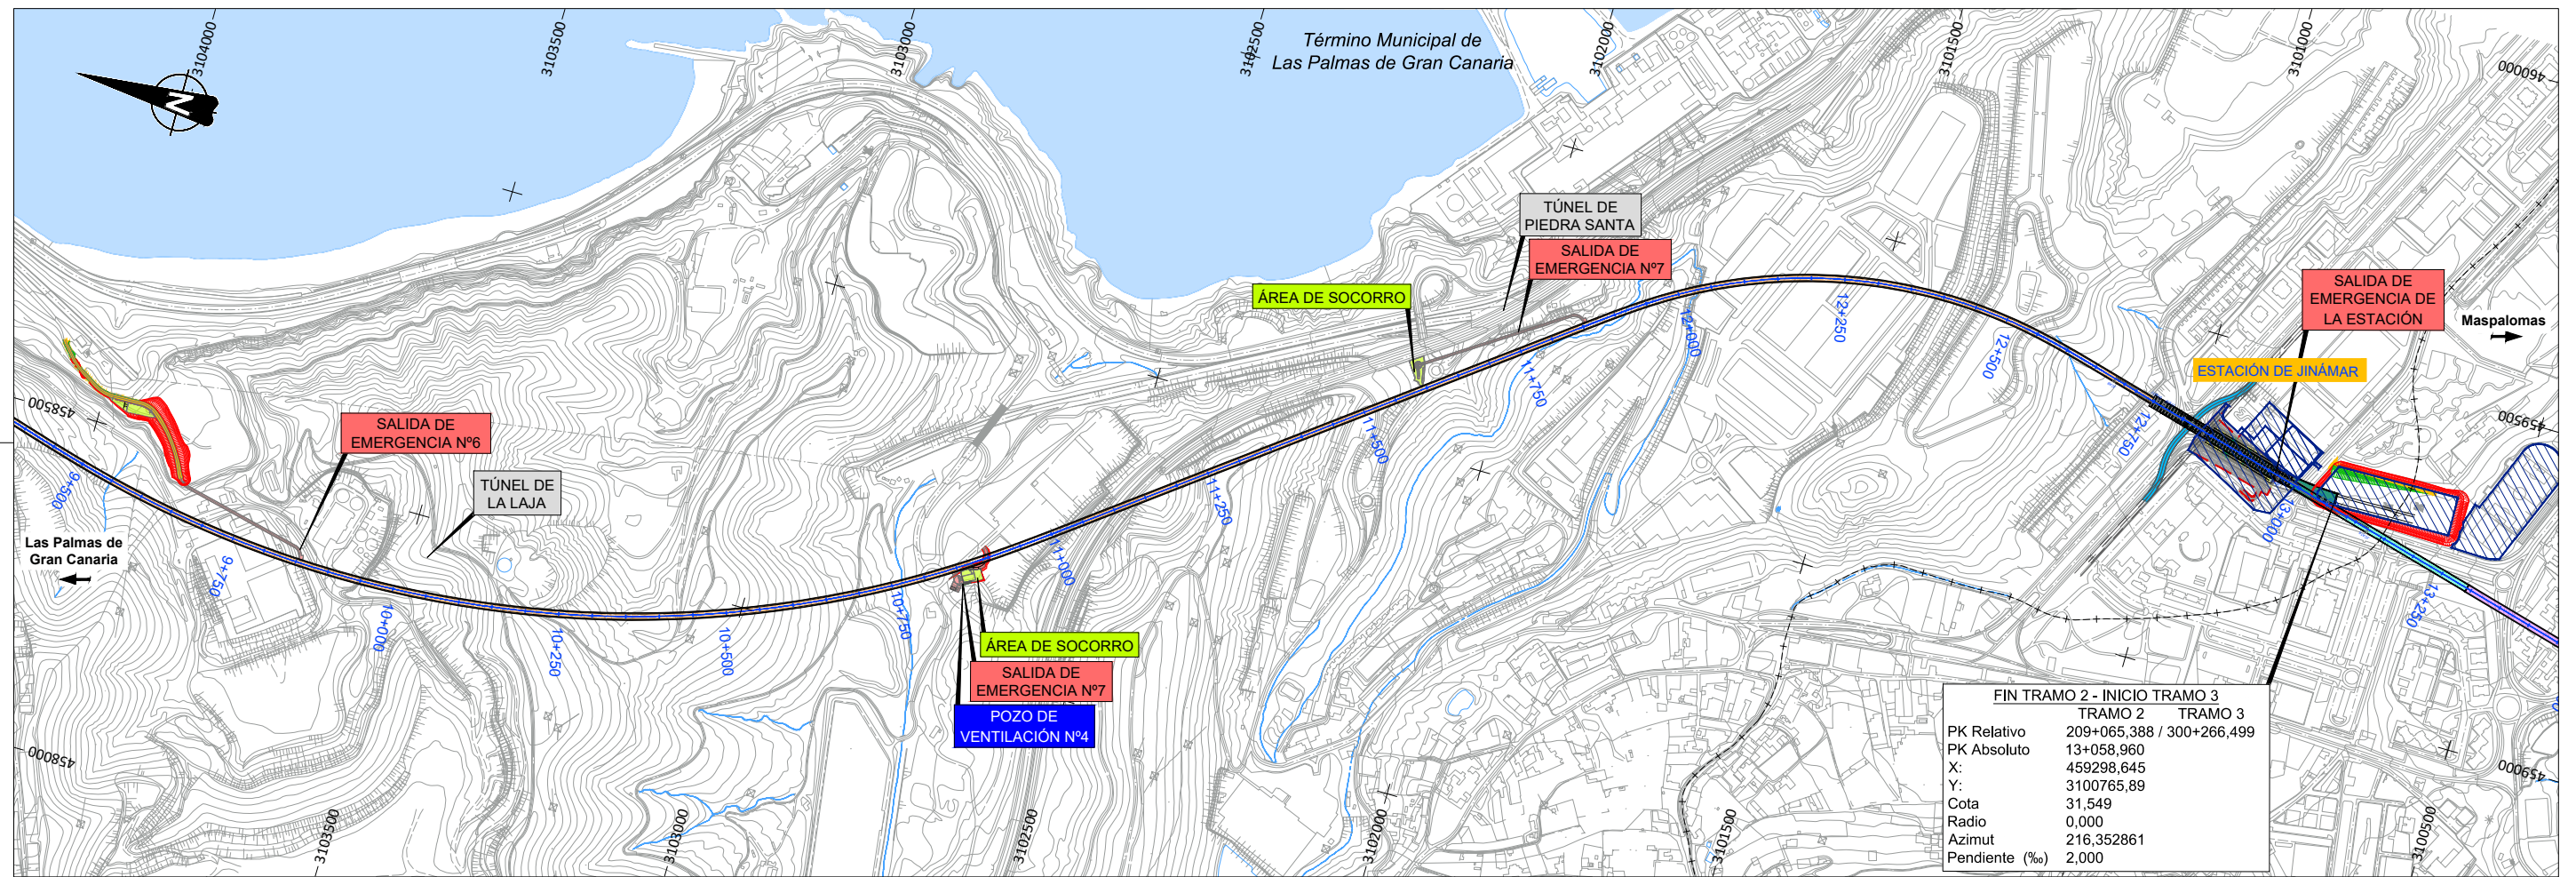 3104000
3103500
3103000
3102500
3102000
3101500
3101000
460000
Término Municipal de
Las Palmas de Gran Canaria
N
TÚNEL DE
PIEDRA SANTA
SALIDA DE
EMERGENCIA Nº7
ÁREA DE SOCORRO
SALIDA DE
EMERGENCIA DE
LA ESTACIÓN
Maspalomas
ESTACIÓN DE JINÁMAR
458500
459500
SALIDA DE
EMERGENCIA Nº6
TÚNEL DE
LA LAJA
Las Palmas de
Gran Canaria
9+500
9+750
10+000
10+250
10+500
10+750
11+000
11+250
11+500
11+750
12+000
12+250
12+500
12+750
13+000
13+250
ÁREA DE SOCORRO
SALIDA DE
EMERGENCIA Nº7
POZO DE
VENTILACIÓN Nº4
458000
459000
FIN TRAMO 2 - INICIO TRAMO 3
TRAMO 2 TRAMO 3
PK Relativo 209+065,388 / 300+266,499
PK Absoluto 13+058,960
X: 459298,645
Y: 3100765,89
Cota 31,549
Radio 0,000
Azimut 216,352861
Pendiente (‰) 2,000
3103500
3103000
3102500
3102000
3101500
3100500